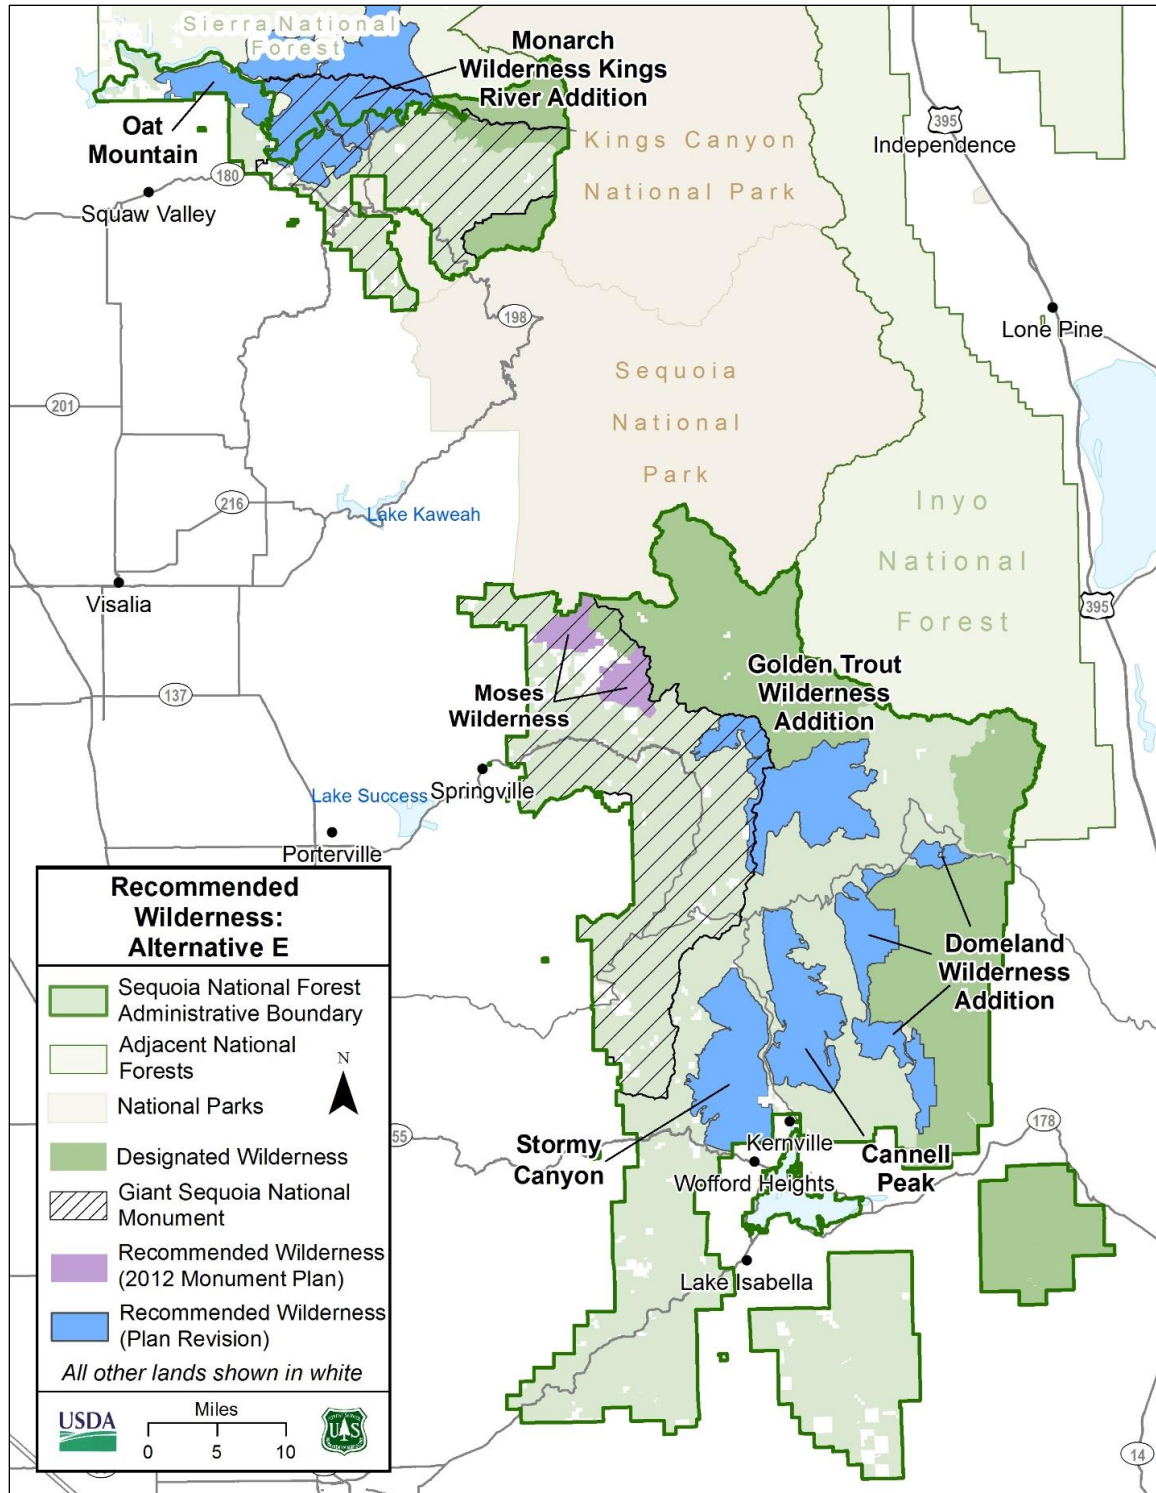 Sierra National
Forest
Monarch
Wilderness Kings
River Addition
Oat
Mountain
180
Squaw Valley
Kings Canyon
National Park
395
Independence
198
Lone Pine
201
Sequoia
National
Park
216
Lake Kaweah
Inyo
National
Forest
Visalia
395
137
Moses
Wilderness
Golden Trout
Wilderness
Addition
Springville
Lake Success
Porterville
Domeland
Wilderness
Addition
178
55
Stormy
Canyon
Kernville
Wofford Heights
Cannell
Peak
Lake Isabella
14
Recommended
Wilderness:
Alternative E
Sequoia National Forest
Administrative Boundary
Adjacent National
Forests
N
National Parks
Designated Wilderness
Giant Sequoia National
Monument
Recommended Wilderness
(2012 Monument Plan)
Recommended Wilderness
(Plan Revision)
All other lands shown in white
USDA
Miles
0 5 10
U S